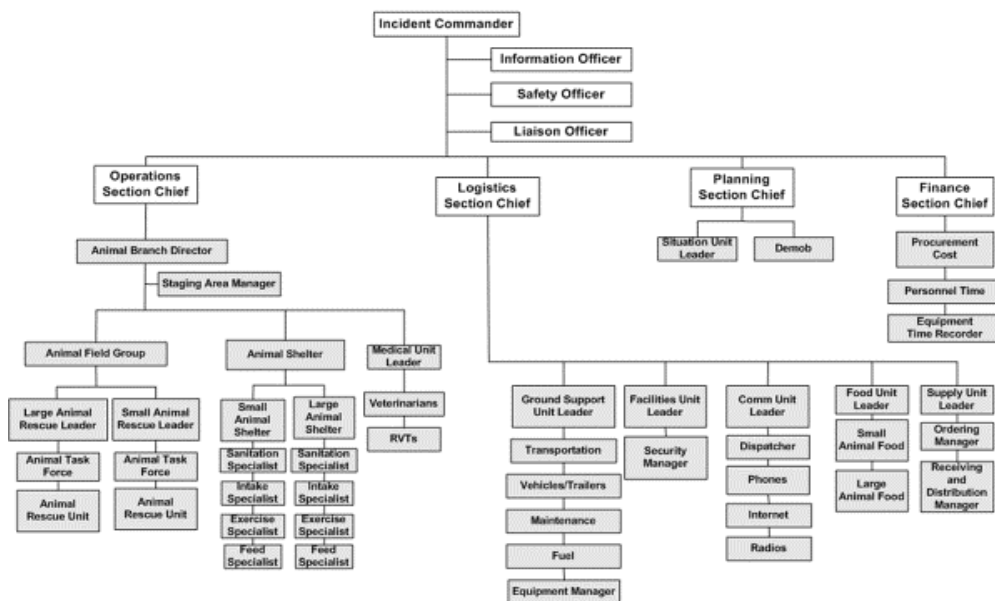 Incident Commander
Information Officer
Safety Officer
Liaison Officer
Operations
Section Chief
Logistics
Section Chief
Planning
Section Chief
Finance
Section Chief
Animal Branch Director
Staging Area Manager
Situation Unit
Leader
Demob
Procurement
Cost
Personnel Time
Equipment
Time Recorder
Animal Field Group
Animal Shelter
Medical Unit
Leader
Large Animal
Rescue Leader
Small Animal
Rescue Leader
Animal Task
Force
Animal Task
Force
Animal
Rescue Unit
Animal
Rescue Unit
Small
Animal
Shelter
Large
Animal
Shelter
Sanitation
Specialist
Sanitation
Specialist
Intake
Specialist
Intake
Specialist
Exercise
Specialist
Exercise
Specialist
Feed
Specialist
Feed
Specialist
Veterinarians
RVTs
Ground Support
Unit Leader
Transportation
Vehicles/Trailers
Maintenance
Fuel
Equipment Manager
Facilities Unit
Leader
Security
Manager
Comm Unit
Leader
Dispatcher
Phones
Internet
Radios
Food Unit
Leader
Small
Animal Food
Large
Animal Food
Supply Unit
Leader
Ordering
Manager
Receiving
and
Distribution
Manager